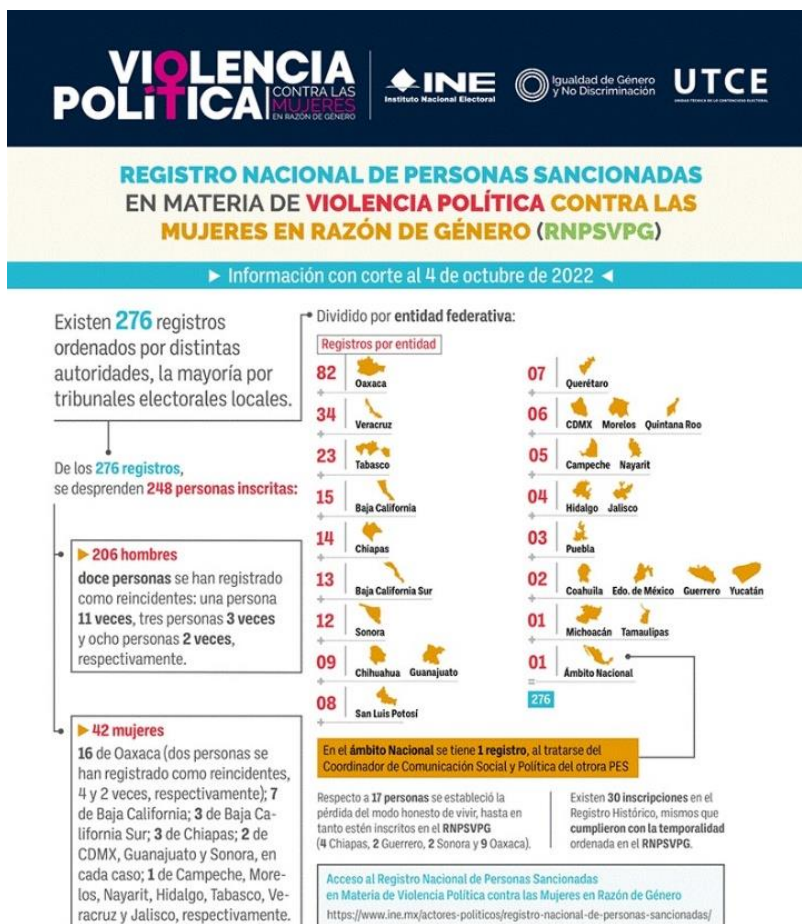 VIOLENCIA
POLÍTICA
CONTRA LAS
MUJERES
EN RAZÓN DE GÉNERO
INE
Instituto Nacional Electoral
Igualdad de Género
y No Discriminación
UTCE
UNIDAD TÉCNICA DE LO CONTENCIOSO ELECTORAL
REGISTRO NACIONAL DE PERSONAS SANCIONADAS
EN MATERIA DE VIOLENCIA POLÍTICA CONTRA LAS
MUJERES EN RAZÓN DE GÉNERO (RNPSVPG)
► Información con corte al 4 de octubre de 2022 ◄
Existen 276 registros
ordenados por distintas
autoridades, la mayoría por
tribunales electorales locales.
De los 276 registros,
se desprenden 248 personas inscritas:
► 206 hombres
doce personas se han registrado
como reincidentes: una persona
11 veces, tres personas 3 veces
y ocho personas 2 veces,
respectivamente.
► 42 mujeres
16 de Oaxaca (dos personas se
han registrado como reincidentes,
4 y 2 veces, respectivamente); 7
de Baja California; 3 de Baja Ca-
lifornia Sur; 3 de Chiapas; 2 de
CDMX, Guanajuato y Sonora, en
cada caso; 1 de Campeche, More-
los, Nayarit, Hidalgo, Tabasco, Ve-
racruz y Jalisco, respectivamente.
Dividido por entidad federativa:
Registros por entidad
82 Oaxaca
+
34 Veracruz
+
23 Tabasco
+
15 Baja California
+
14 Chiapas
+
13 Baja California Sur
+
12 Sonora
+
09 Chihuahua Guanajuato
+
08 San Luis Potosí
+
07 Querétaro
+
06 CDMX Morelos Quintana Roo
+
05 Campeche Nayarit
+
04 Hidalgo Jalisco
+
03 Puebla
+
02 Coahuila Edo. de México Guerrero Yucatán
+
01 Michoacán Tamaulipas
+
01 Ámbito Nacional
=
276
En el ámbito Nacional se tiene 1 registro, al tratarse del
Coordinador de Comunicación Social y Política del otrora PES
Respecto a 17 personas se estableció la
pérdida del modo honesto de vivir, hasta en
tanto estén inscritos en el RNPSVPG
(4 Chiapas, 2 Guerrero, 2 Sonora y 9 Oaxaca).
Existen 30 inscripciones en el
Registro Histórico, mismos que
cumplieron con la temporalidad
ordenada en el RNPSVPG.
Acceso al Registro Nacional de Personas Sancionadas
en Materia de Violencia Política contra las Mujeres en Razón de Género
https://www.ine.mx/actores-politicos/registro-nacional-de-personas-sancionadas/